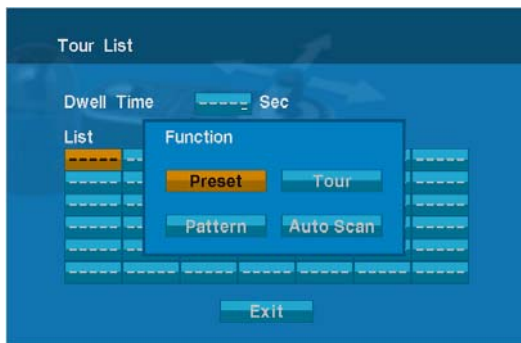 Tour List
Dwell Time -----  Sec
List Function
----- --
Preset Tour
Pattern Auto Scan
----- ----- ----- ----- ----- ----- -----
Exit